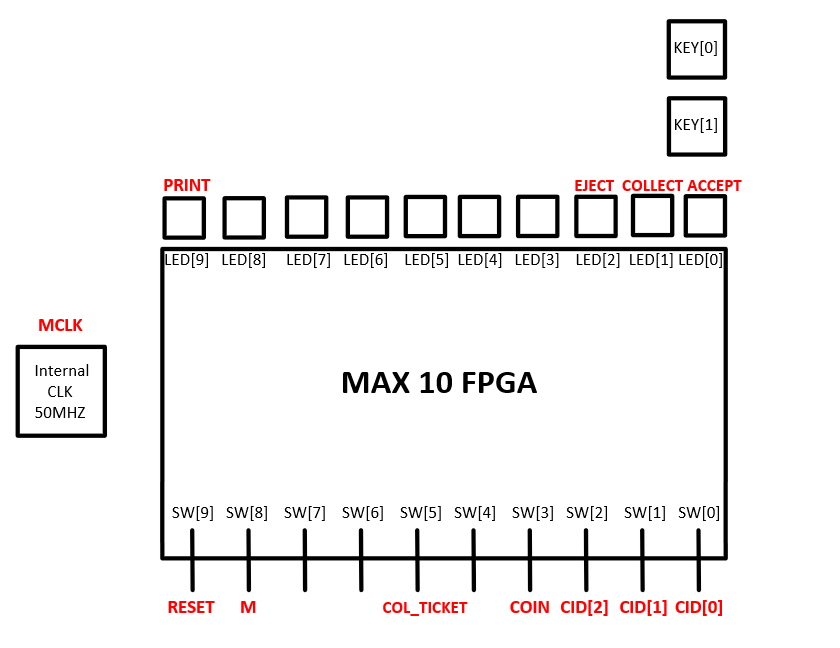 KEY[0]
KEY[1]
PRINT EJECT COLLECT ACCEPT
LED[9] LED[8] LED[7] LED[6] LED[5] LED[4] LED[3] LED[2] LED[1] LED[0]
MCLK
Internal
CLK
50MHZ
MAX 10 FPGA
SW[9] SW[8] SW[7] SW[6] SW[5] SW[4] SW[3] SW[2] SW[1] SW[0]
RESET M COL_TICKET COIN CID[2] CID[1] CID[0]